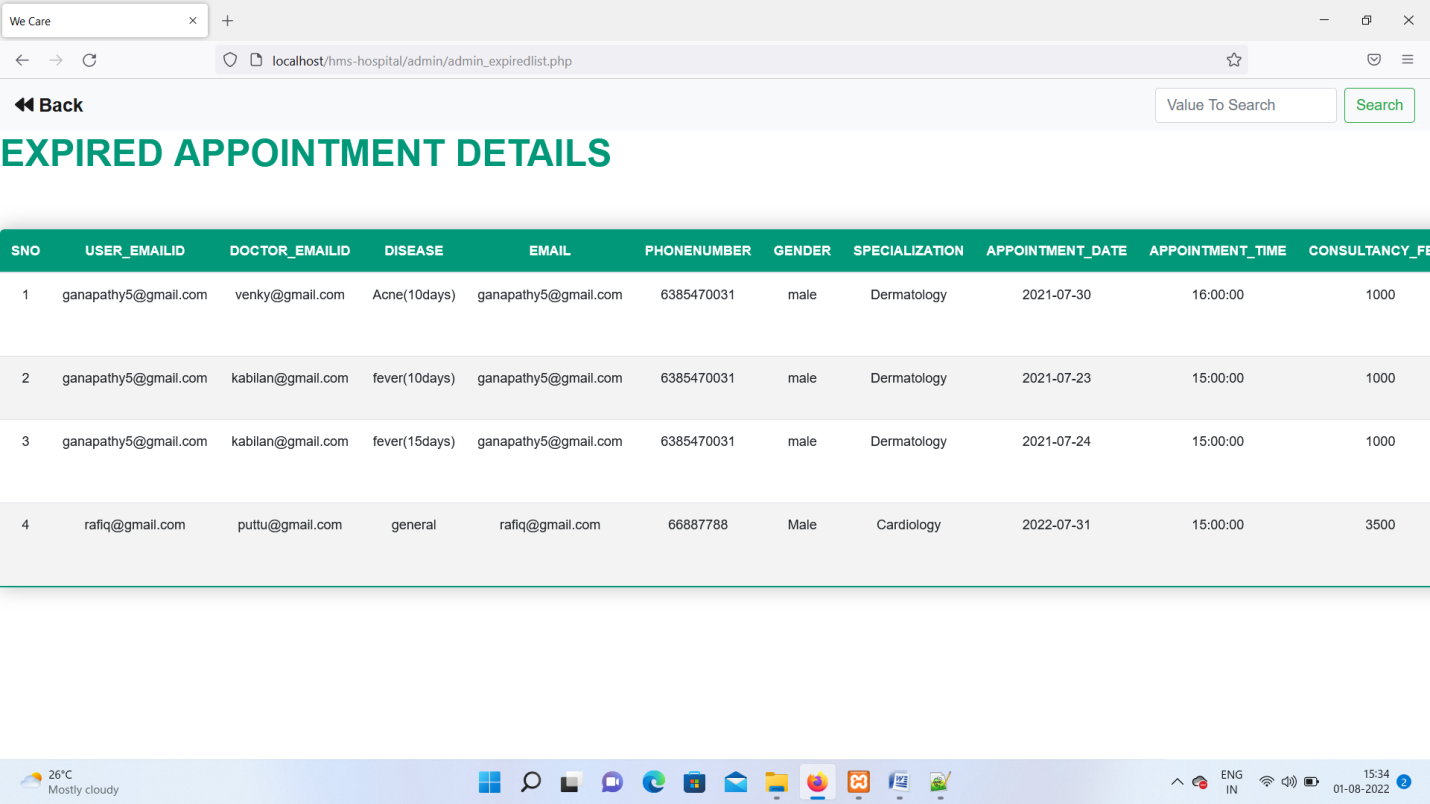 We Care
localhost/hms-hospital/admin/admin_expiredlist.php
Back
Value To Search
Search
EXPIRED APPOINTMENT DETAILS
SNO USER_EMAILID DOCTOR_EMAILID DISEASE EMAIL PHONENUMBER GENDER SPECIALIZATION APPOINTMENT_DATE APPOINTMENT_TIME CONSULTANCY_FE
1 ganapathy5@gmail.com venky@gmail.com Acne(10days) ganapathy5@gmail.com 6385470031 male Dermatology 2021-07-30 16:00:00 1000
2 ganapathy5@gmail.com kabilan@gmail.com fever(10days) ganapathy5@gmail.com 6385470031 male Dermatology 2021-07-23 15:00:00 1000
3 ganapathy5@gmail.com kabilan@gmail.com fever(15days) ganapathy5@gmail.com 6385470031 male Dermatology 2021-07-24 15:00:00 1000
4 rafiq@gmail.com puttu@gmail.com general rafiq@gmail.com 66887788 Male Cardiology 2022-07-31 15:00:00 3500
26°C
Mostly cloudy
ENG
IN
15:34
01-08-2022
2